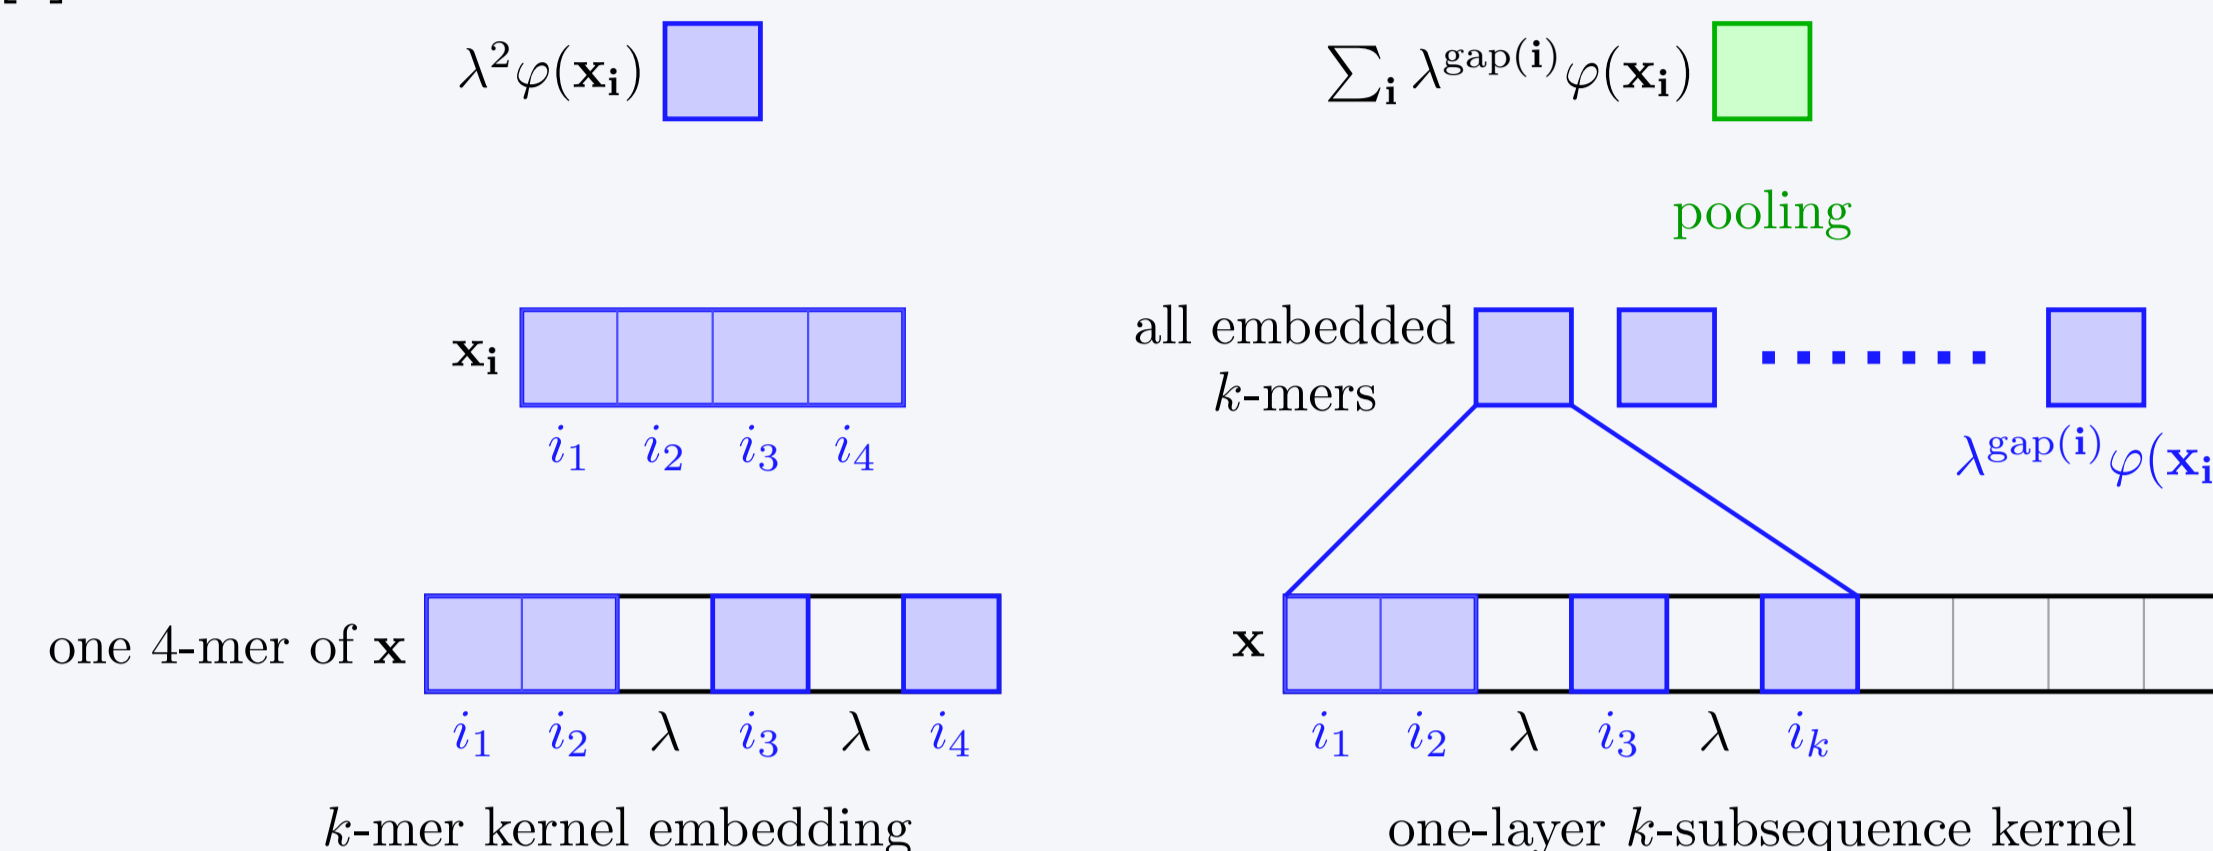 λ²φ(𝐱ᵢ)
𝐱ᵢ
i₁ i₂ i₃ i₄
one 4-mer of 𝐱
i₁ i₂ λ i₃ λ i₄
k-mer kernel embedding
∑ᵢ λ^gap(𝐢) φ(𝐱ᵢ)
pooling
all embedded
k-mers
λ^gap(𝐢) φ(𝐱ᵢ
𝐱
i₁ i₂ λ i₃ λ iₖ
one-layer k-subsequence kernel